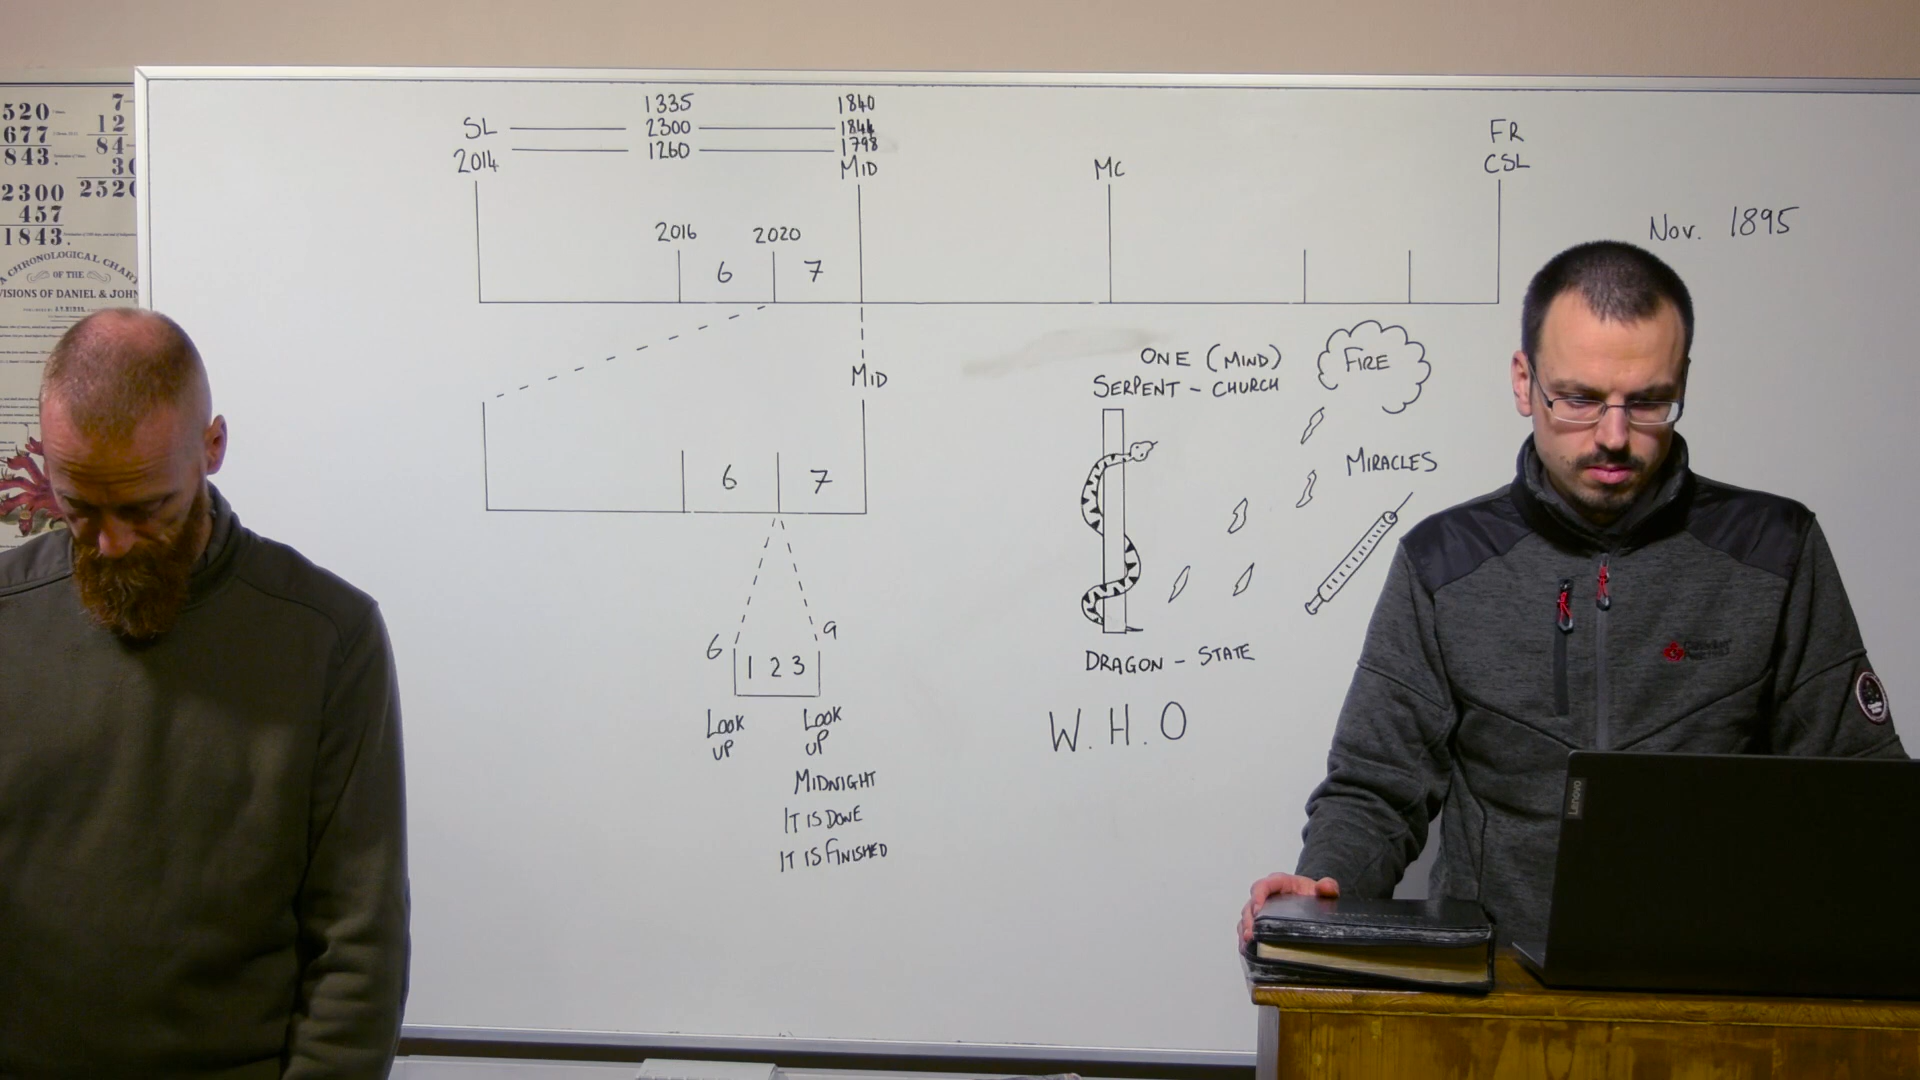 520
677
843.
7
12
84
30
2520
2300
457
1843.
A CHRONOLOGICAL CHART
OF THE
VISIONS OF DANIEL & JOHN
SL
2014
1335
2300
1260
1840
1844
1798
MID
MC
FR
CSL
Nov. 1895
2016
2020
6
7
MID
6
7
6
9
1 2 3
LOOK
UP
LOOK
UP
MIDNIGHT
IT IS DONE
IT IS FINISHED
ONE (MIND)
SERPENT - CHURCH
FIRE
MIRACLES
DRAGON - STATE
W.H.O
Lenovo